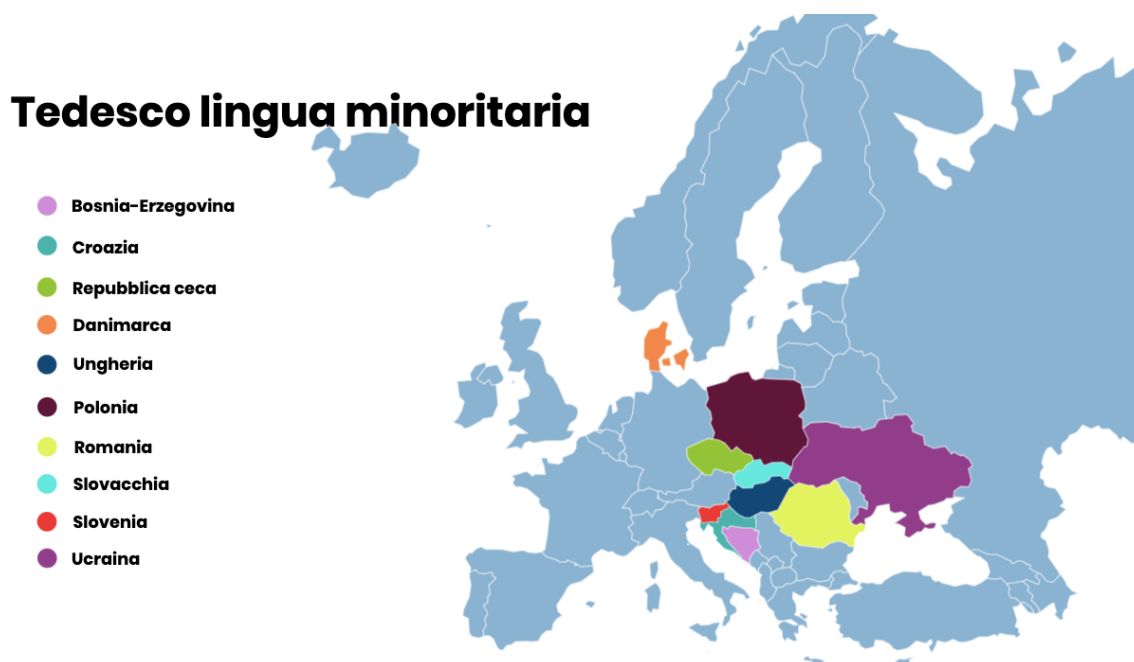 Tedesco lingua minoritaria
Bosnia-Erzegovina
Croazia
Repubblica ceca
Danimarca
Ungheria
Polonia
Romania
Slovacchia
Slovenia
Ucraina